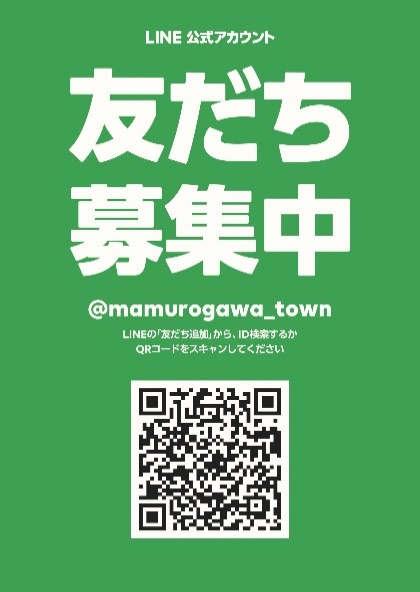 LINE 公式アカウント
友だち
募集中
@mamurogawa_town
LINEの「友だち追加」から、ID検索するか
QRコードをスキャンしてください